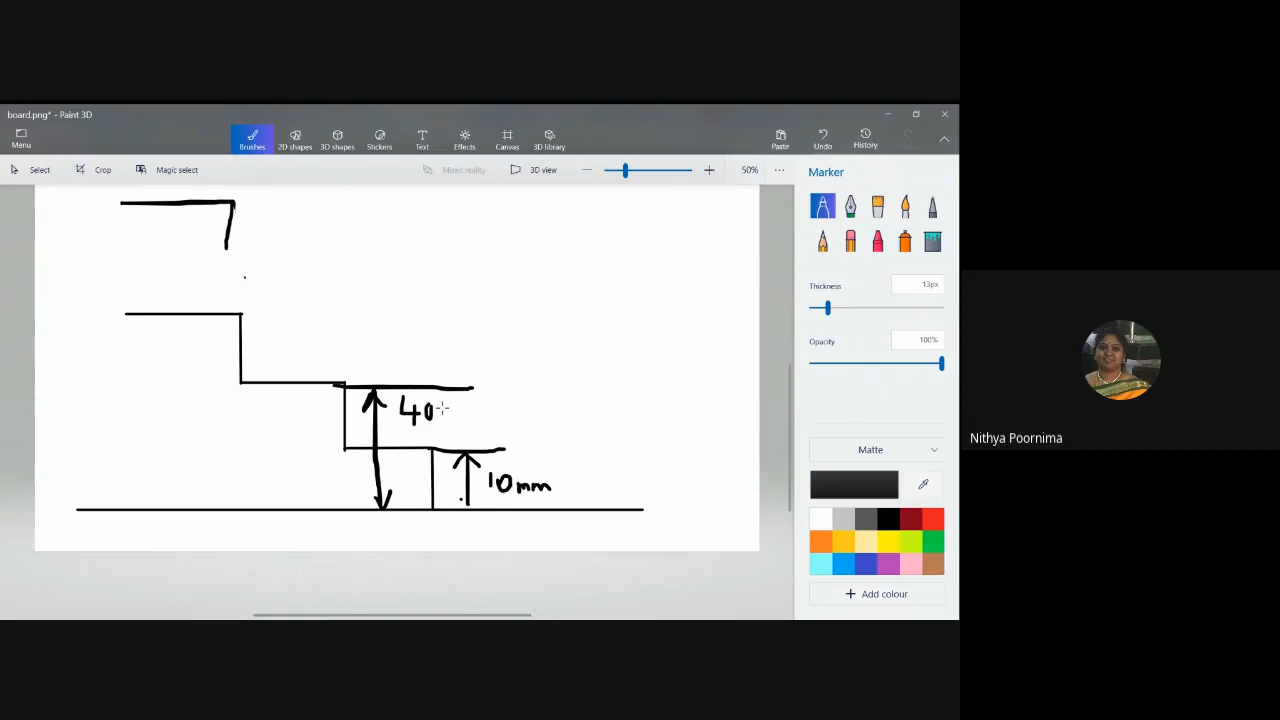 board.png* - Paint 3D
Menu
Brushes
2D shapes
3D shapes
Stickers
Text
Effects
Canvas
3D library
Paste
Undo
History
Select
Crop
Magic select
Mixed reality
3D view
50%
Marker
Thickness
13px
Opacity
100%
Matte
Add colour
40
10mm
Nithya Poornima